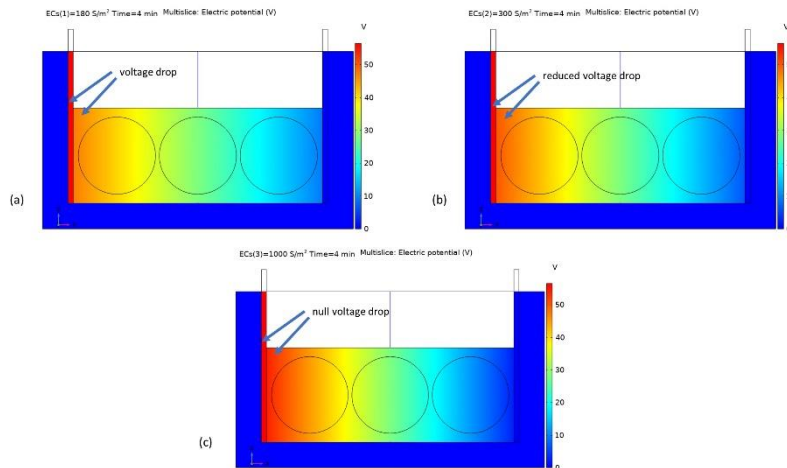 ECs(1)=180 S/m² Time=4 min Multislice: Electric potential (V)
V
voltage drop
50
40
30
20
10
0
(a)
ECs(2)=300 S/m² Time=4 min Multislice: Electric potential (V)
V
reduced voltage drop
(b)
ECs(3)=1000 S/m² Time=4 min Multislice: Electric potential (V)
V
null voltage drop
50
40
30
20
10
0
(c)